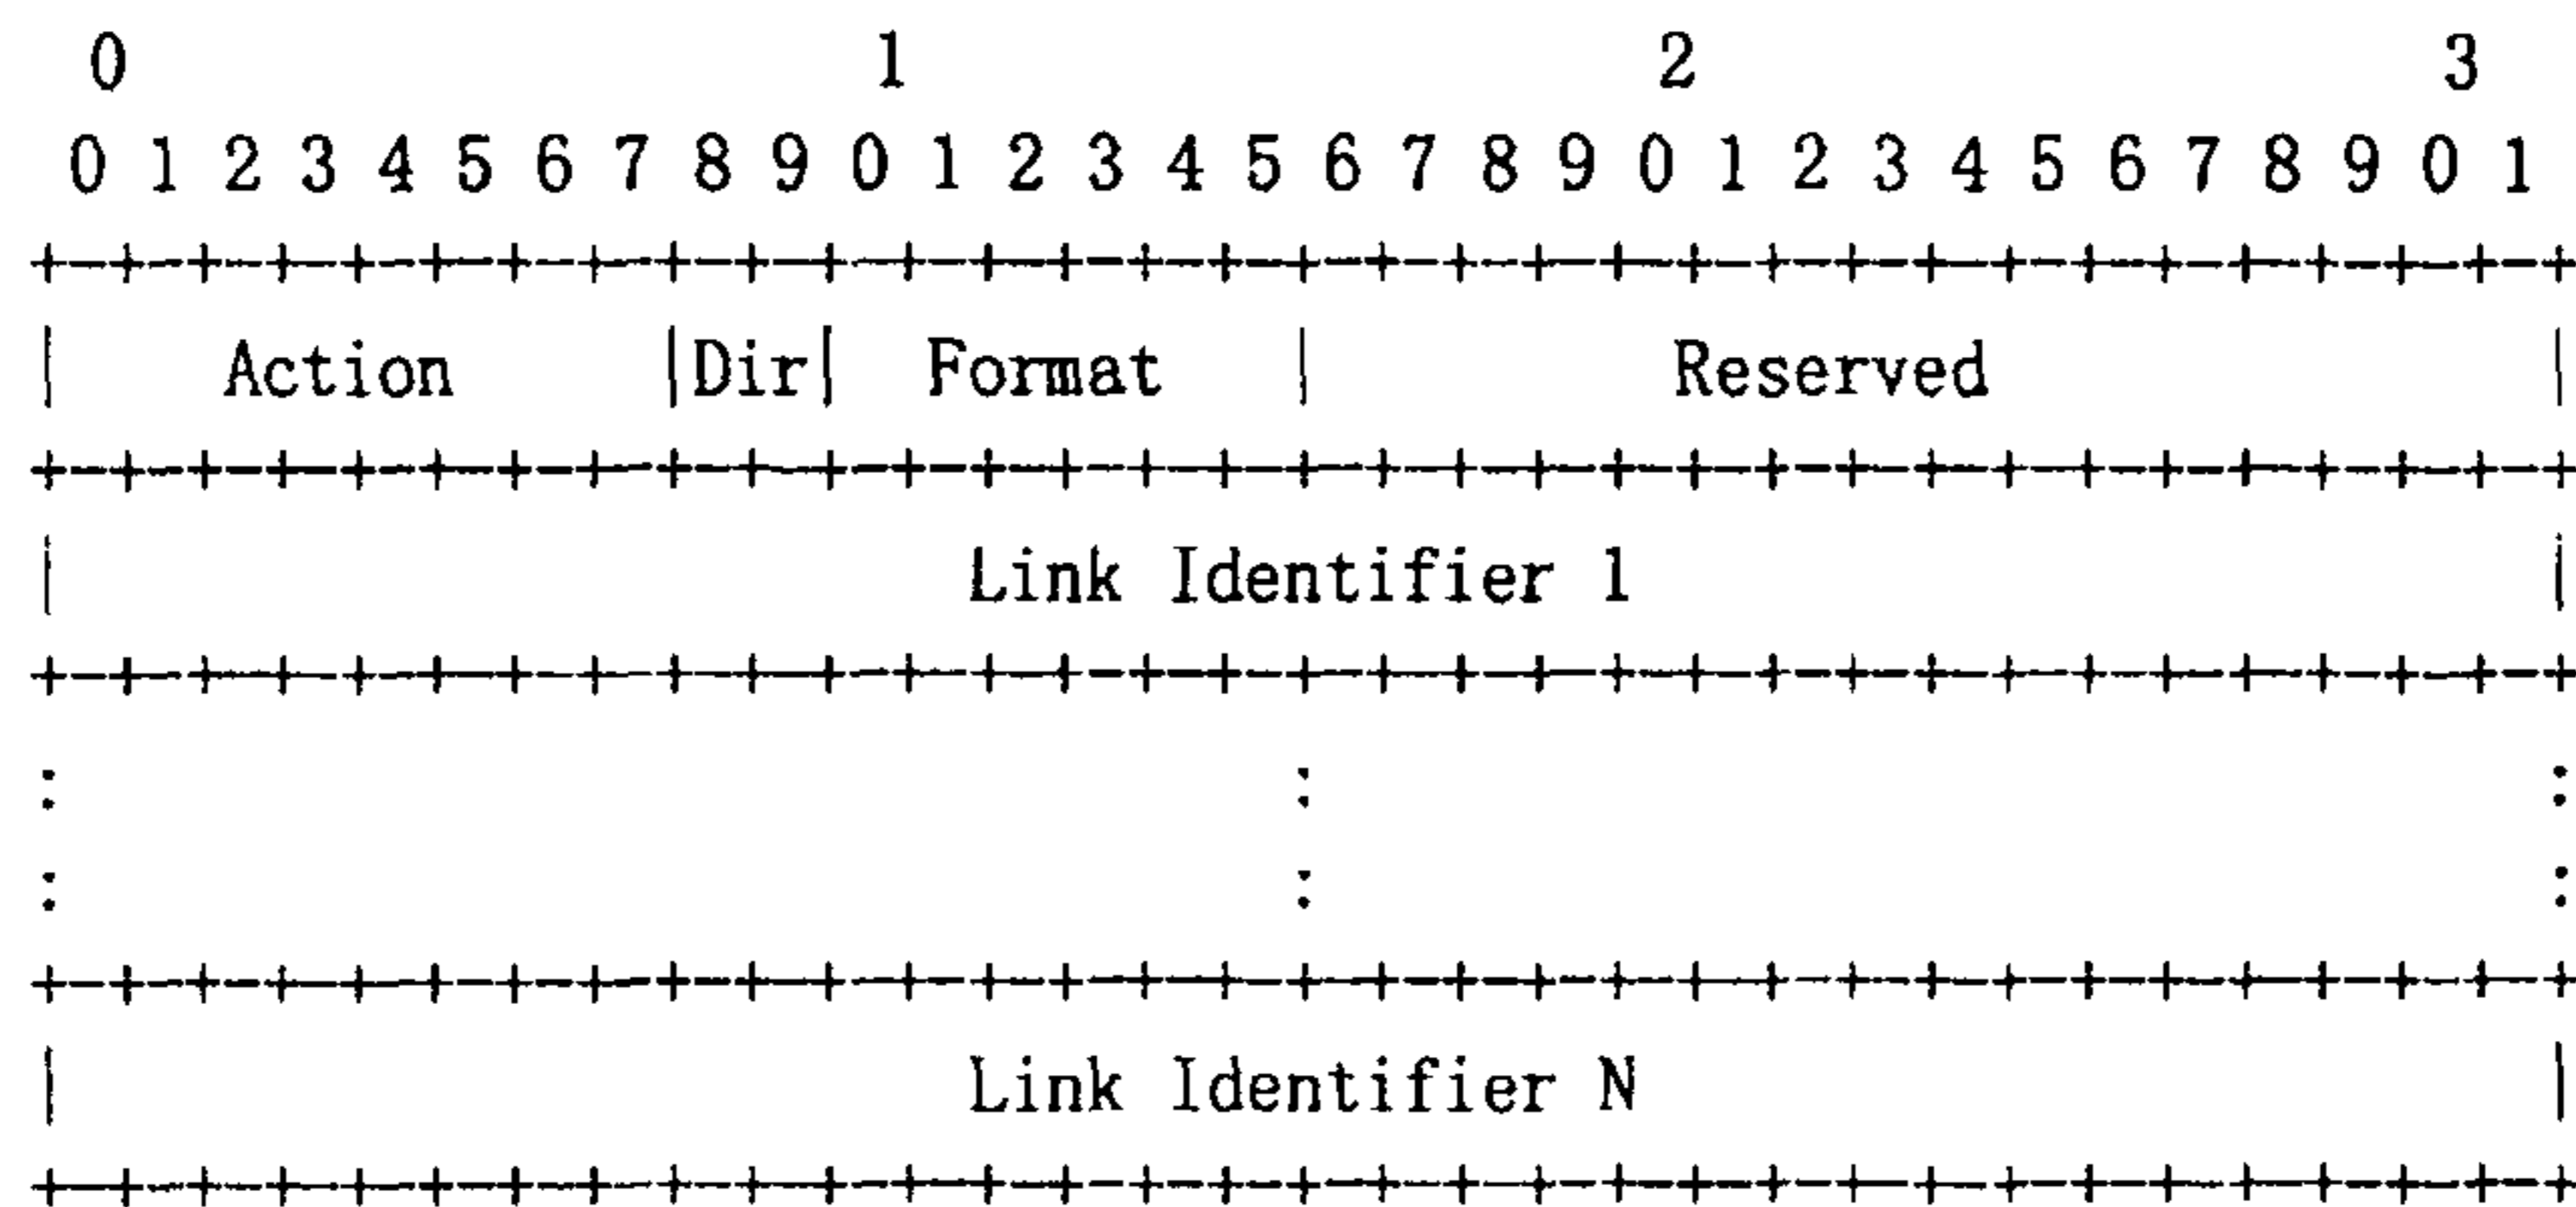 0 1 2 3
0 1 2 3 4 5 6 7 8 9 0 1 2 3 4 5 6 7 8 9 0 1 2 3 4 5 6 7 8 9 0 1
+-+-+-+-+-+-+-+-+-+-+-+-+-+-+-+-+-+-+-+-+-+-+-+-+-+-+-+-+-+-+-+-+
| Action |Dir| Format | Reserved |
+-+-+-+-+-+-+-+-+-+-+-+-+-+-+-+-+-+-+-+-+-+-+-+-+-+-+-+-+-+-+-+-+
| Link Identifier 1 |
+-+-+-+-+-+-+-+-+-+-+-+-+-+-+-+-+-+-+-+-+-+-+-+-+-+-+-+-+-+-+-+-+
: : :
: : :
+-+-+-+-+-+-+-+-+-+-+-+-+-+-+-+-+-+-+-+-+-+-+-+-+-+-+-+-+-+-+-+-+
| Link Identifier N |
+-+-+-+-+-+-+-+-+-+-+-+-+-+-+-+-+-+-+-+-+-+-+-+-+-+-+-+-+-+-+-+-+